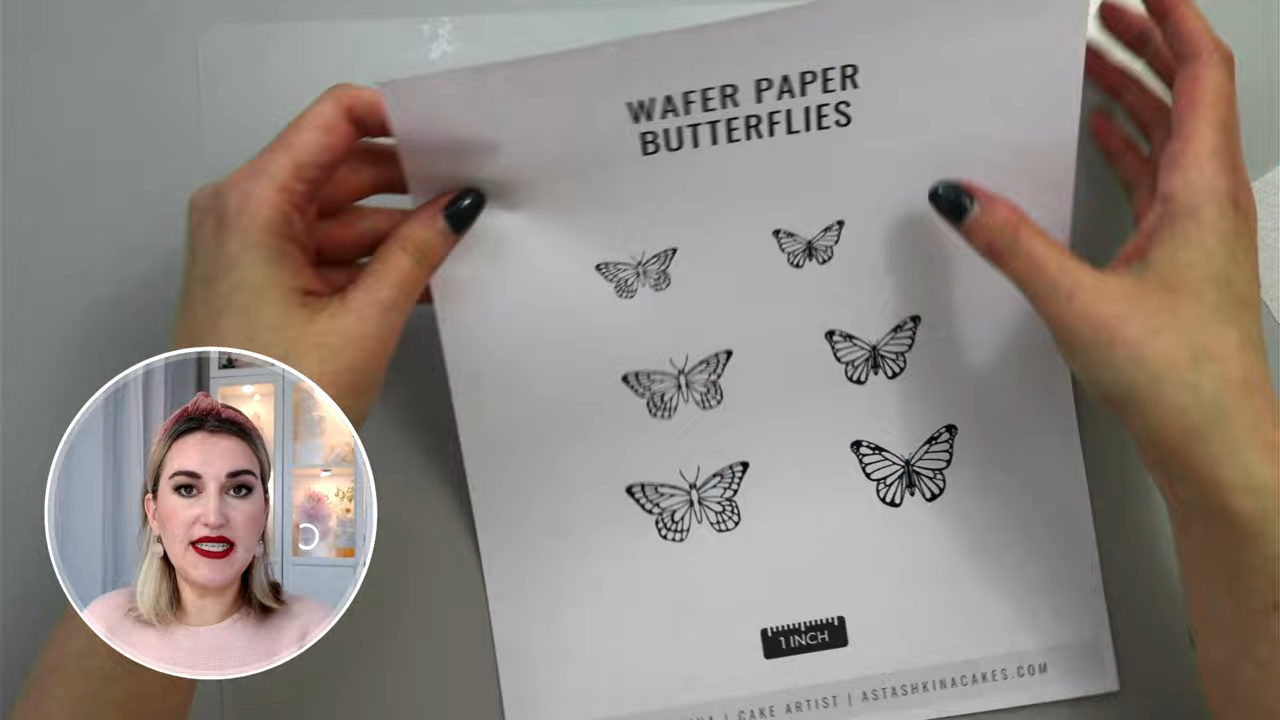 WAFER PAPER
BUTTERFLIES
1 INCH
| CAKE ARTIST | ASTASHKINACAKES.COM